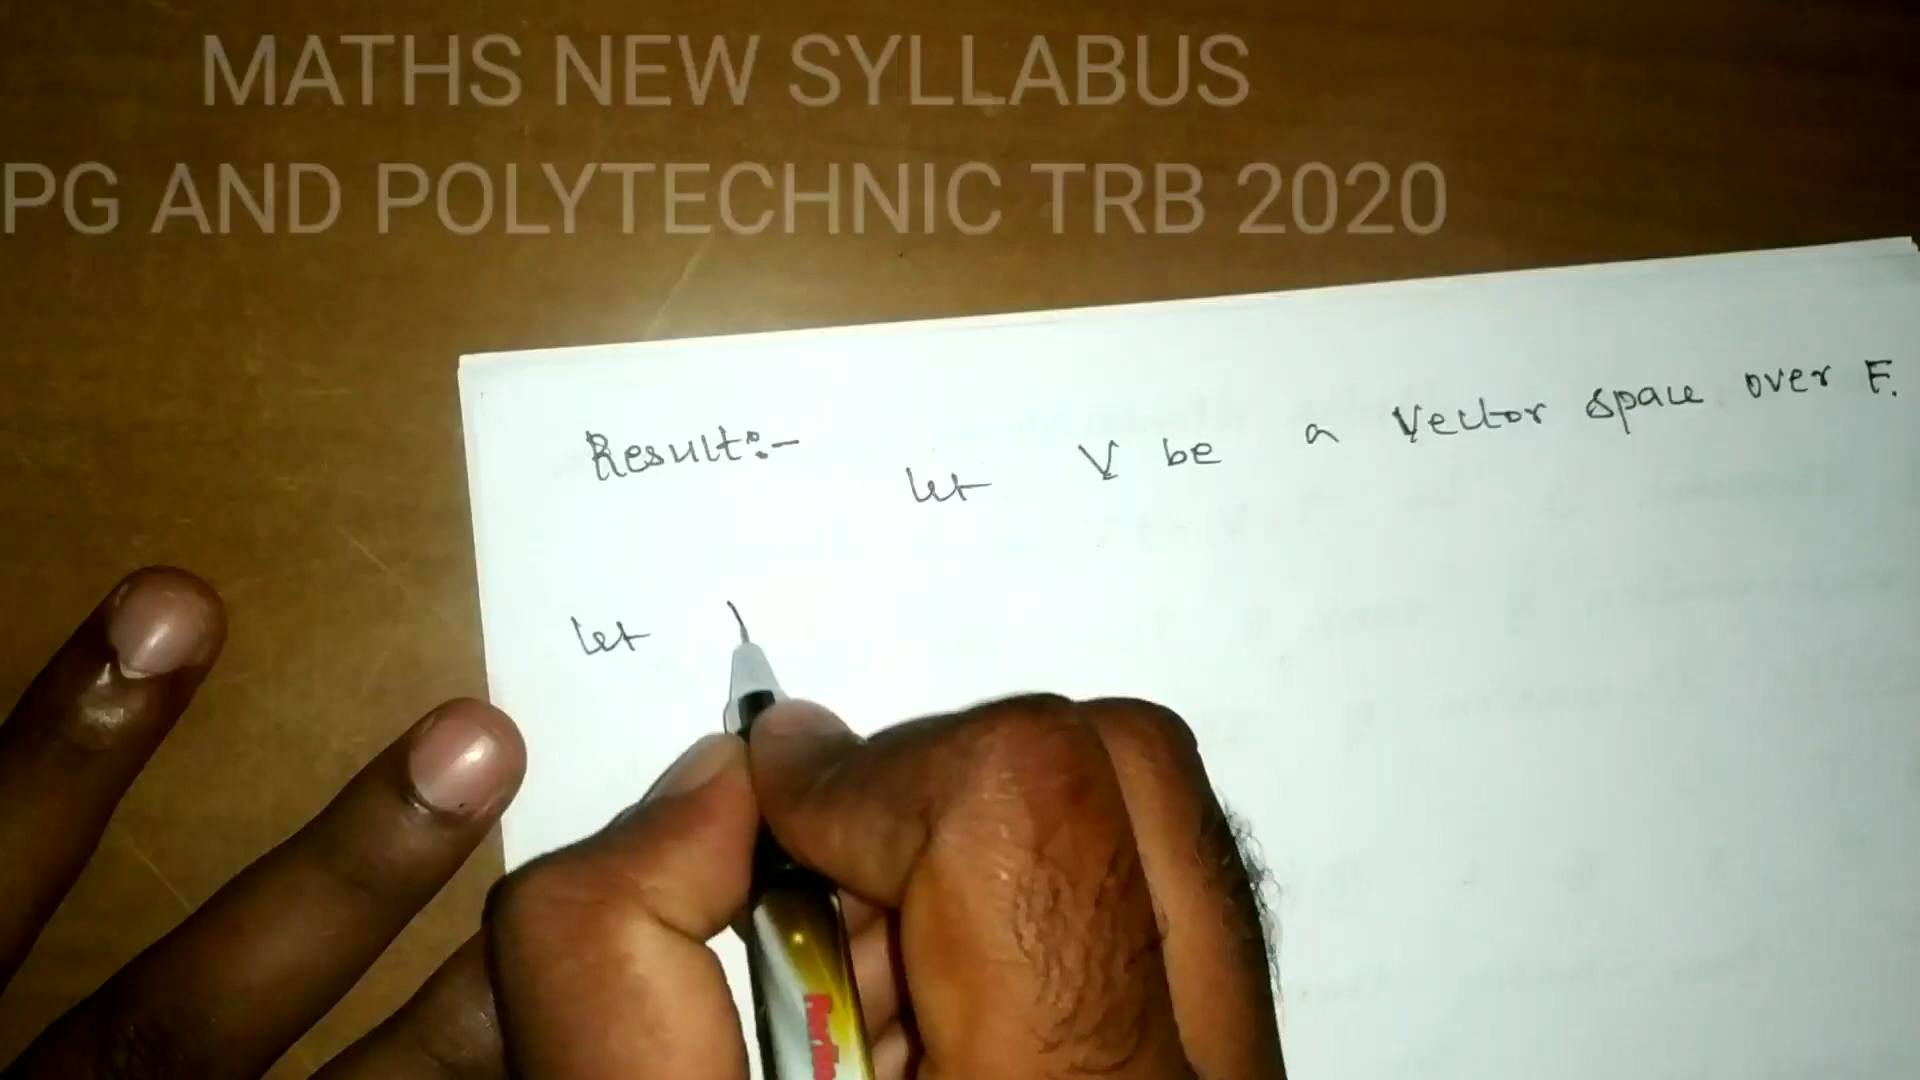 MATHS NEW SYLLABUS
PG AND POLYTECHNIC TRB 2020
Result:- let V be a Vector space over F.
let